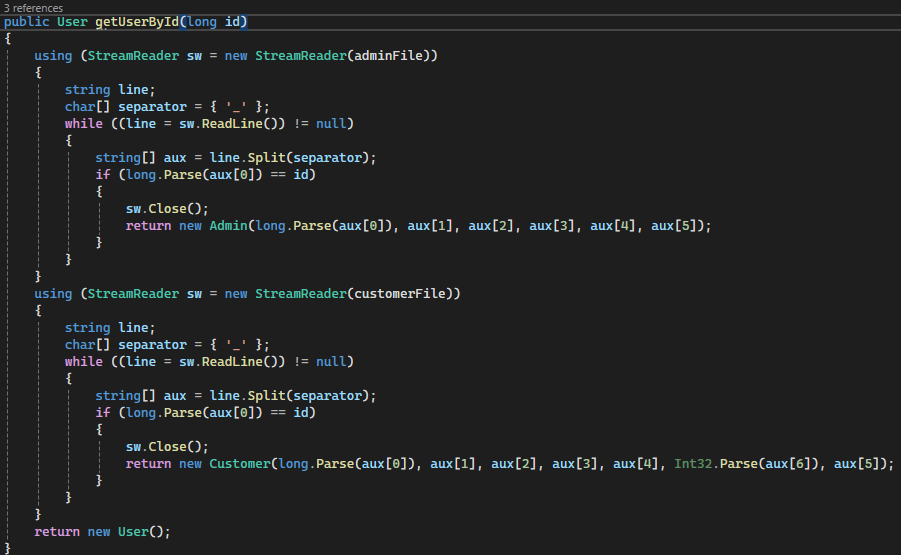 3 references
public User getUserById(long id)
{
    using (StreamReader sw = new StreamReader(adminFile))
    {
        string line;
        char[] separator = { '_' };
        while ((line = sw.ReadLine()) != null)
        {
            string[] aux = line.Split(separator);
            if (long.Parse(aux[0]) == id)
            {
                sw.Close();
                return new Admin(long.Parse(aux[0]), aux[1], aux[2], aux[3], aux[4], aux[5]);
            }
        }
    }
    using (StreamReader sw = new StreamReader(customerFile))
    {
        string line;
        char[] separator = { '_' };
        while ((line = sw.ReadLine()) != null)
        {
            string[] aux = line.Split(separator);
            if (long.Parse(aux[0]) == id)
            {
                sw.Close();
                return new Customer(long.Parse(aux[0]), aux[1], aux[2], aux[3], aux[4], Int32.Parse(aux[6]), aux[5]);
            }
        }
    }
    return new User();
}